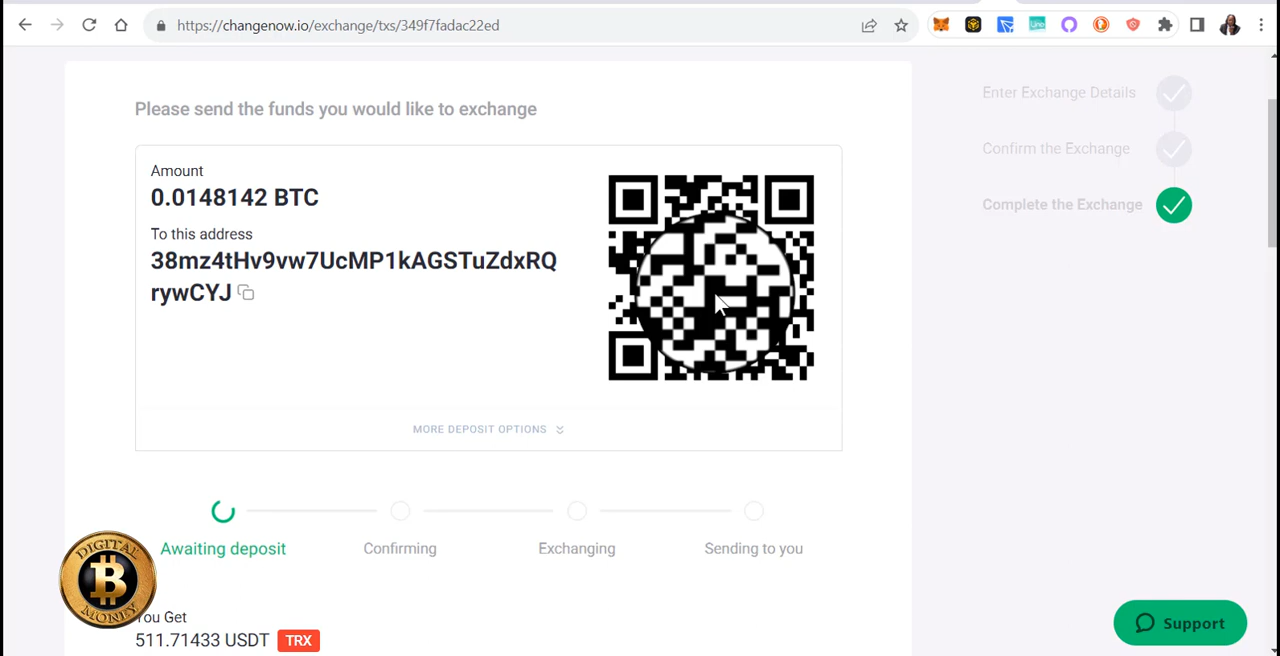 https://changenow.io/exchange/txs/349f7fadac22ed
Please send the funds you would like to exchange
Amount
0.0148142 BTC
To this address
38mz4tHv9vw7UcMP1kAGSTuZdxRQ
rywCYJ
MORE DEPOSIT OPTIONS
Enter Exchange Details
Confirm the Exchange
Complete the Exchange
Awaiting deposit
Confirming
Exchanging
Sending to you
DIGITAL
MONEY
You Get
511.71433 USDT TRX
Support